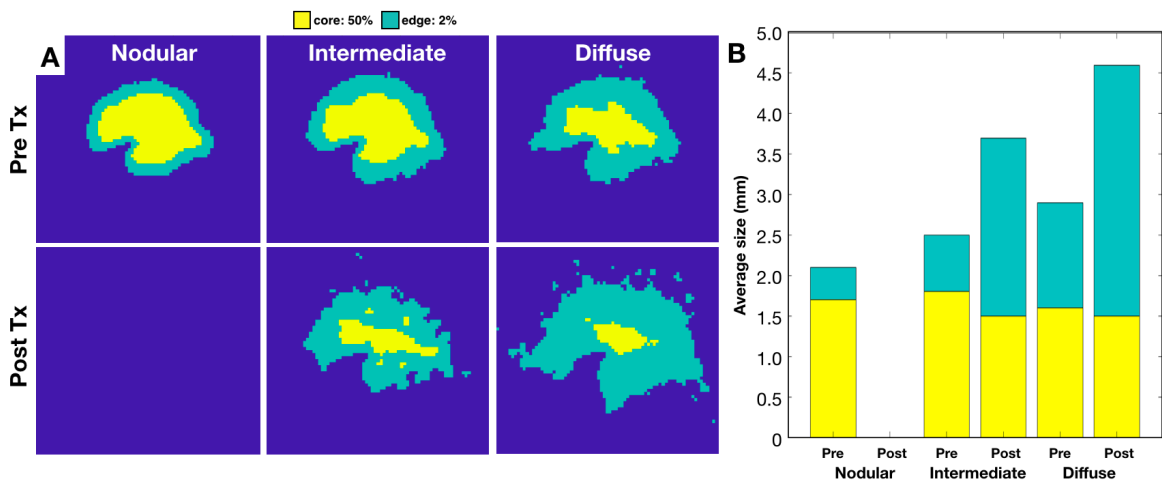 core: 50% edge: 2%
A
Nodular Intermediate Diffuse
Pre Tx
Post Tx
B
Average size (mm)
5.0
4.5
4.0
3.5
3.0
2.5
2.0
1.5
1.0
0.5
0
Pre Post Pre Post Pre Post
Nodular Intermediate Diffuse